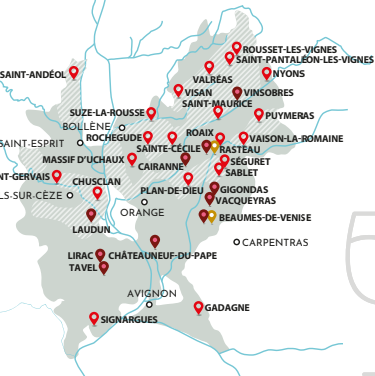 ROUSSET-LES-VIGNES
SAINT-PANTALÉON-LES-VIGNES
SAINT-ANDÉOL
VALRÉAS
NYONS
VISAN
VINSOBRES
SAINT-MAURICE
SUZE-LA-ROUSSE
PUYMERAS
BOLLÈNE
ROCHEGUDE
ROAIX
VAISON-LA-ROMAINE
SAINT-ESPRIT
SAINTE-CÉCILE
RASTEAU
MASSIF D'UCHAUX
CAIRANNE
SÉGURET
SABLET
NT-GERVAIS
CHUSCLAN
PLAN-DE-DIEU
GIGONDAS
LS-SUR-CÈZE
VACQUEYRAS
ORANGE
BEAUMES-DE-VENISE
LAUDUN
CARPENTRAS
LIRAC
CHÂTEAUNEUF-DU-PAPE
TAVEL
AVIGNON
GADAGNE
SIGNARGUES